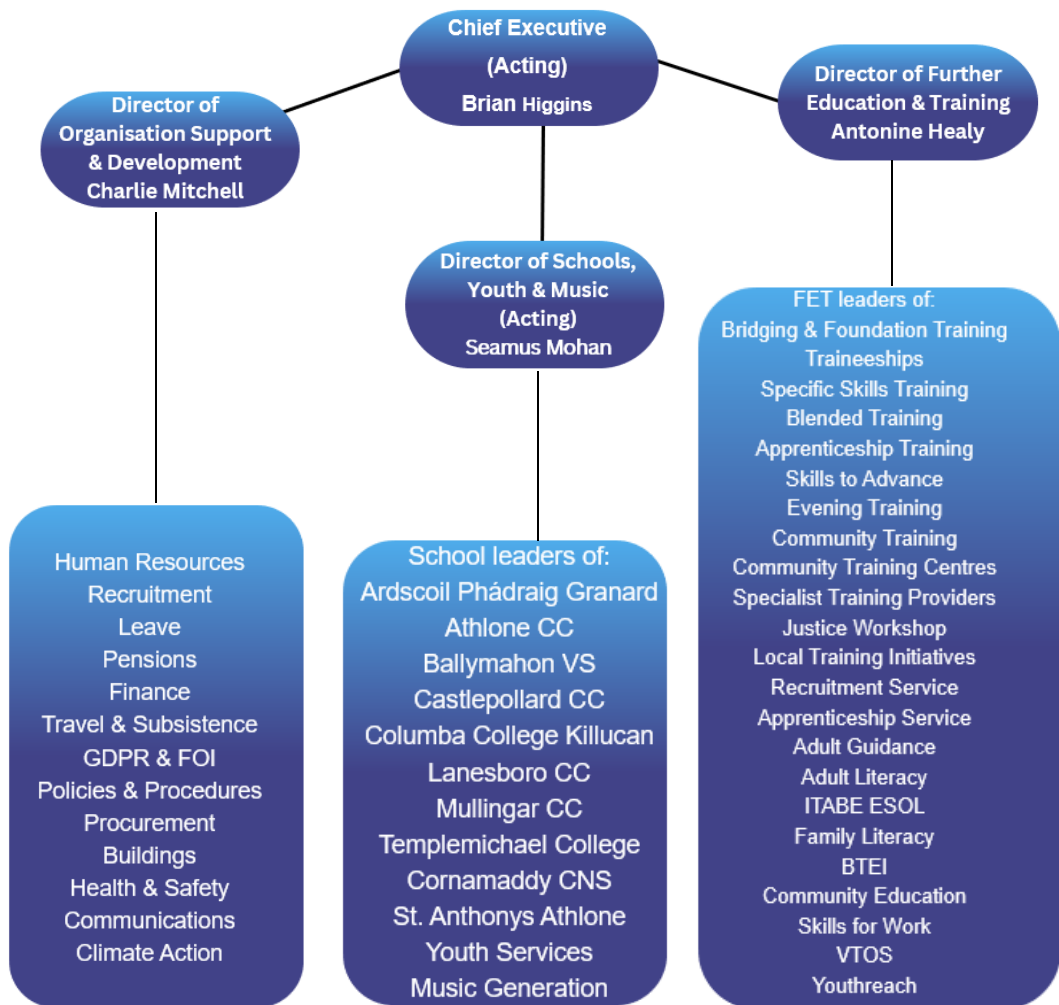 Chief Executive
(Acting)
Brian Higgins
Director of
Organisation Support
& Development
Charlie Mitchell
Director of Further
Education & Training
Antonine Healy
Director of Schools,
Youth & Music
(Acting)
Seamus Mohan
Human Resources
Recruitment
Leave
Pensions
Finance
Travel & Subsistence
GDPR & FOI
Policies & Procedures
Procurement
Buildings
Health & Safety
Communications
Climate Action
School leaders of:
Ardscoil Phádraig Granard
Athlone CC
Ballymahon VS
Castlepollard CC
Columba College Killucan
Lanesboro CC
Mullingar CC
Templemichael College
Cornamaddy CNS
St. Anthonys Athlone
Youth Services
Music Generation
FET leaders of:
Bridging & Foundation Training
Traineeships
Specific Skills Training
Blended Training
Apprenticeship Training
Skills to Advance
Evening Training
Community Training
Community Training Centres
Specialist Training Providers
Justice Workshop
Local Training Initiatives
Recruitment Service
Apprenticeship Service
Adult Guidance
Adult Literacy
ITABE ESOL
Family Literacy
BTEI
Community Education
Skills for Work
VTOS
Youthreach